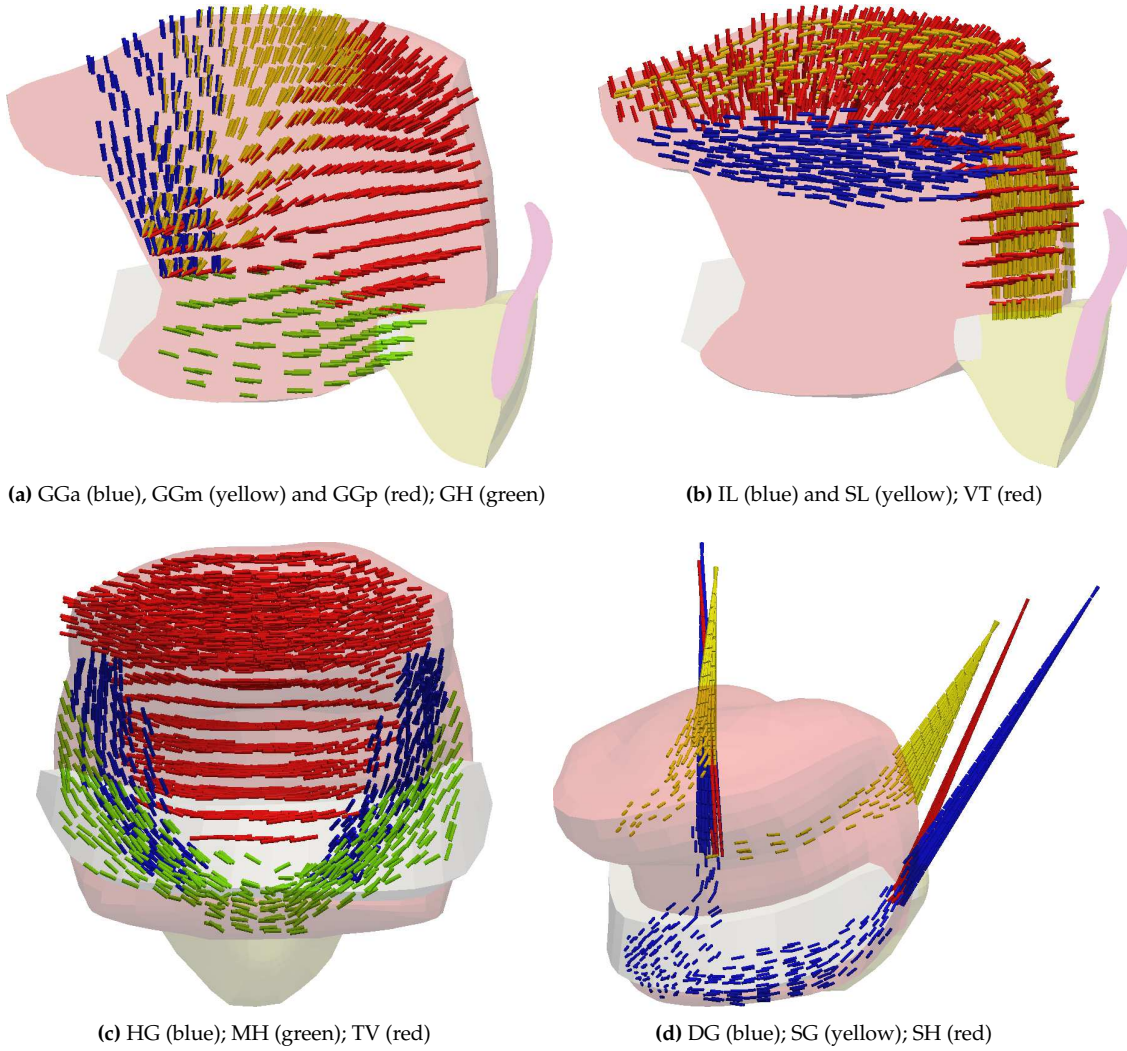 (a) GGa (blue), GGm (yellow) and GGp (red); GH (green)
(b) IL (blue) and SL (yellow); VT (red)
(c) HG (blue); MH (green); TV (red)
(d) DG (blue); SG (yellow); SH (red)